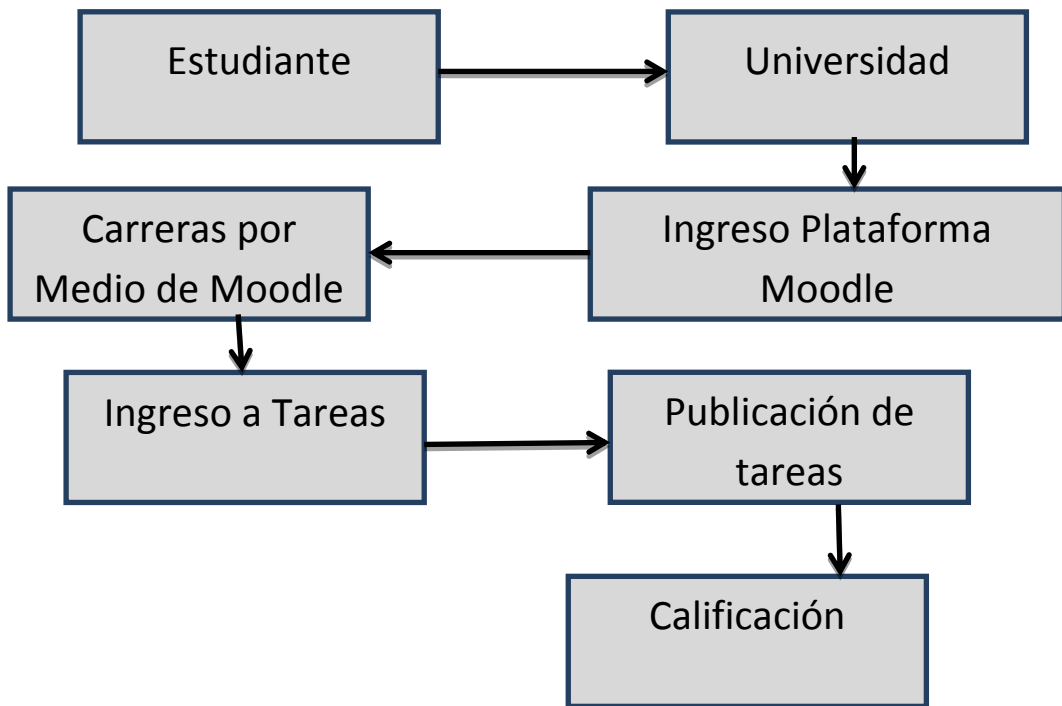 Estudiante
Universidad
Ingreso Plataforma
Moodle
Carreras por
Medio de Moodle
Ingreso a Tareas
Publicación de
tareas
Calificación